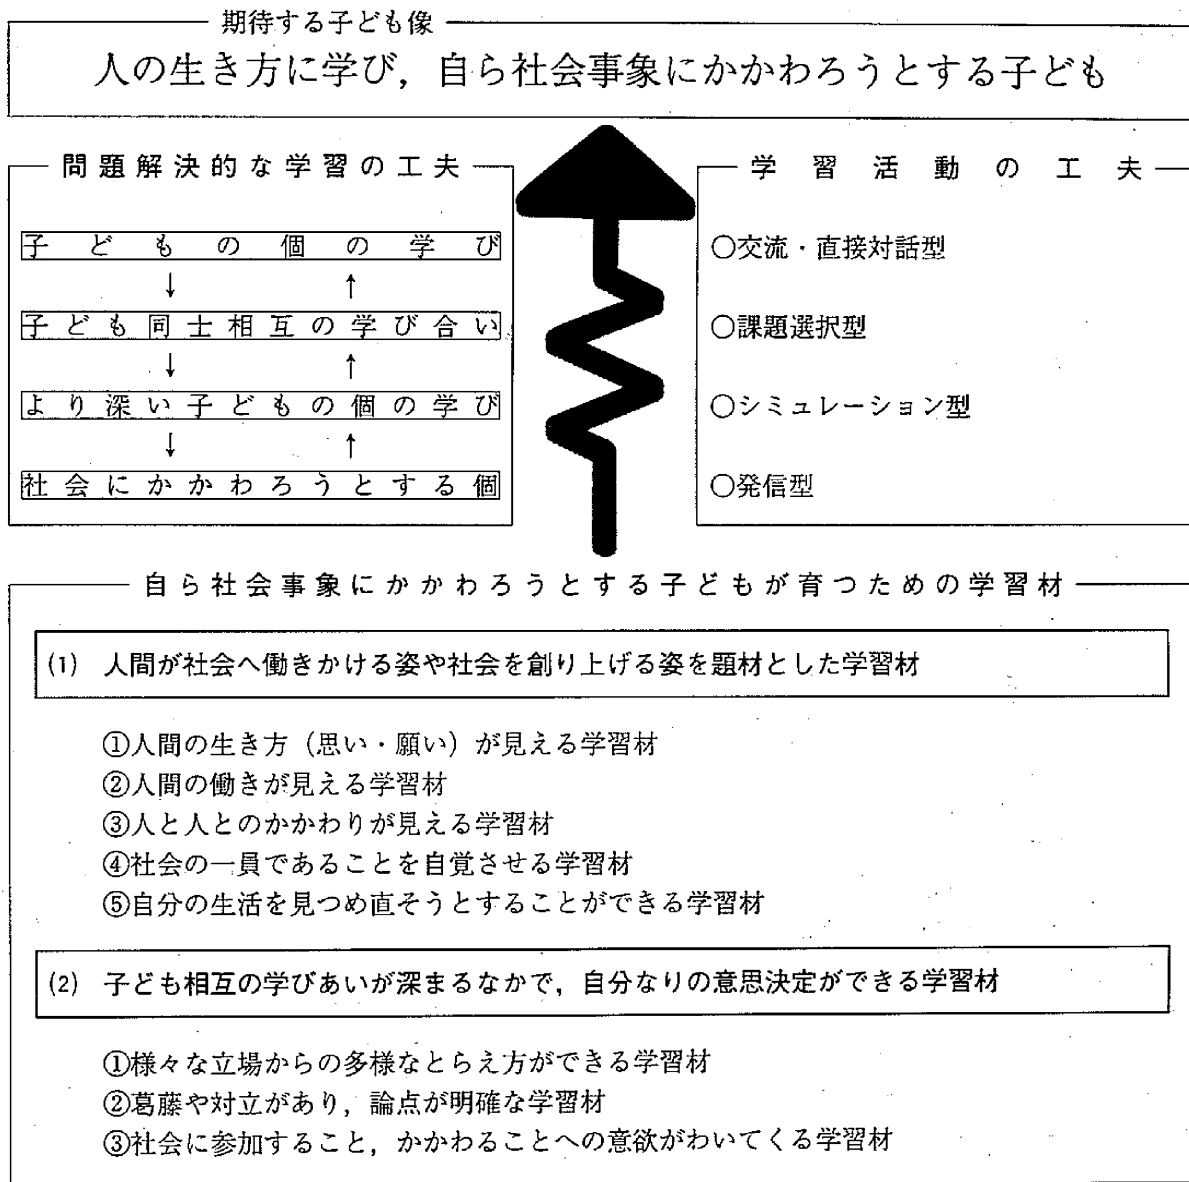 期待する子ども像
人の生き方に学び，自ら社会事象にかかわろうとする子ども
問題解決的な学習の工夫
子どもの個の学び
↓ ↑
子ども同士相互の学び合い
↓ ↑
より深い子どもの個の学び
↓ ↑
社会にかかわろうとする個
学習活動の工夫
○交流・直接対話型
○課題選択型
○シミュレーション型
○発信型
自ら社会事象にかかわろうとする子どもが育つための学習材
(1) 人間が社会へ働きかける姿や社会を創り上げる姿を題材とした学習材
①人間の生き方（思い・願い）が見える学習材
②人間の働きが見える学習材
③人と人とのかかわりが見える学習材
④社会の一員であることを自覚させる学習材
⑤自分の生活を見つめ直そうとすることができる学習材
(2) 子ども相互の学びあいが深まるなかで，自分なりの意思決定ができる学習材
①様々な立場からの多様なとらえ方ができる学習材
②葛藤や対立があり，論点が明確な学習材
③社会に参加すること，かかわることへの意欲がわいてくる学習材